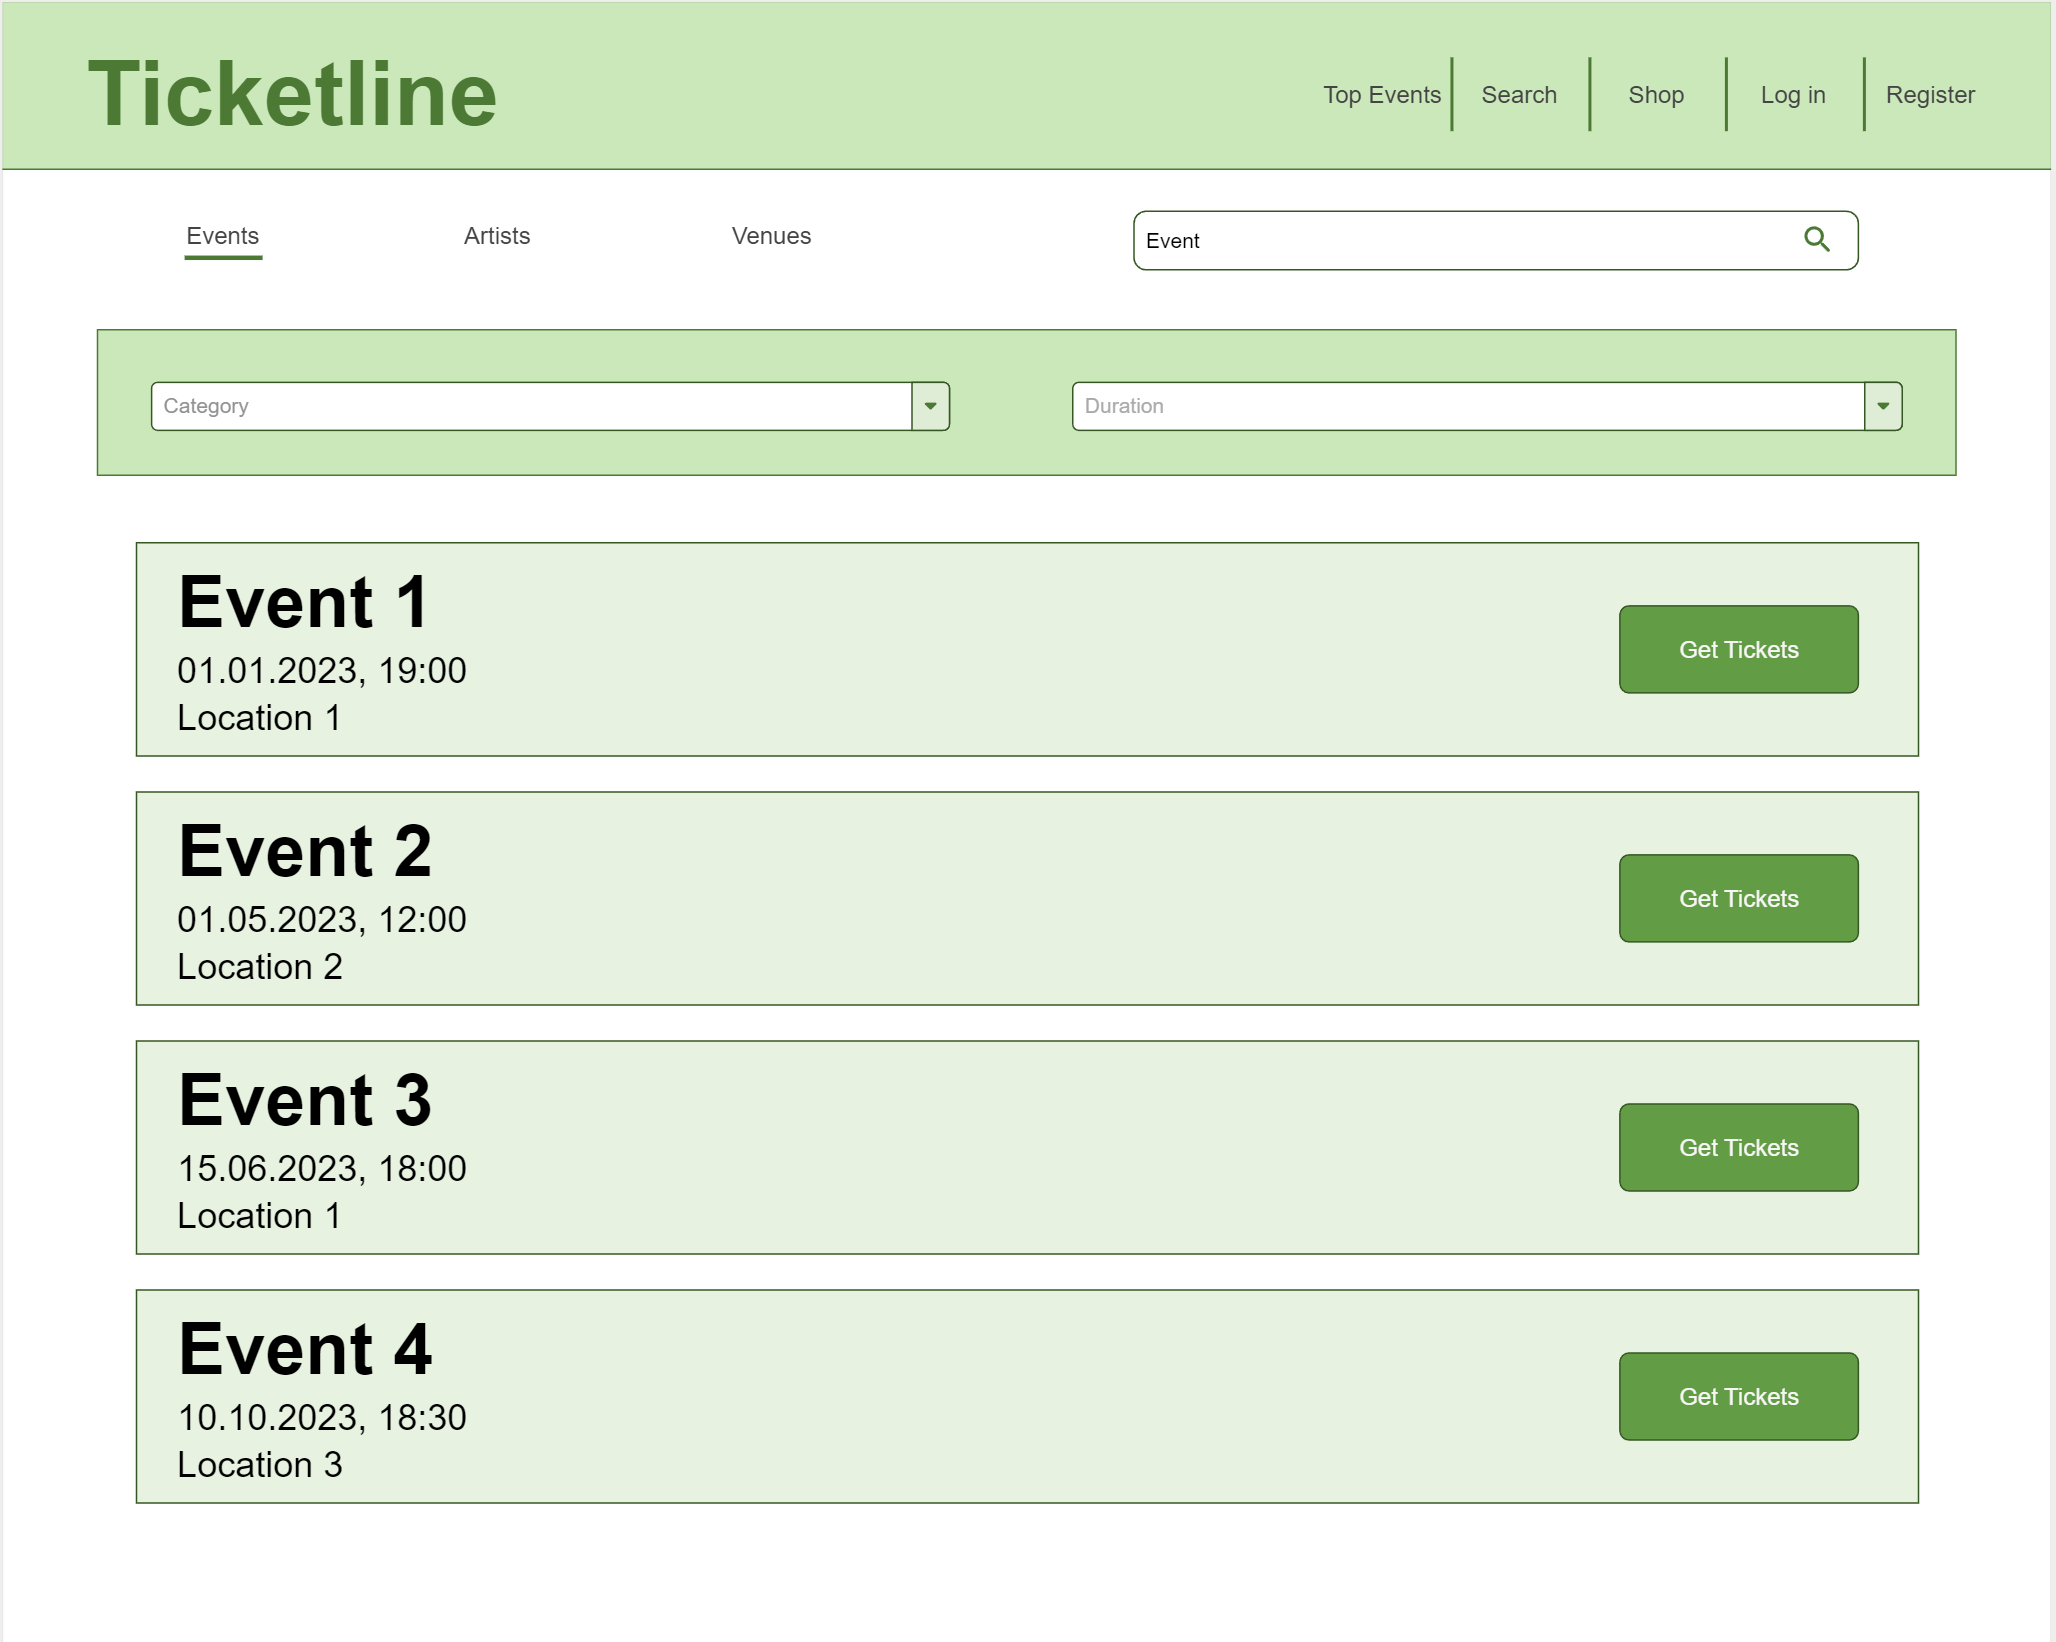 Ticketline
Top Events
Search
Shop
Log in
Register
Events
Artists
Venues
Event
Category
Duration
Event 1
01.01.2023, 19:00
Location 1
Get Tickets
Event 2
01.05.2023, 12:00
Location 2
Get Tickets
Event 3
15.06.2023, 18:00
Location 1
Get Tickets
Event 4
10.10.2023, 18:30
Location 3
Get Tickets